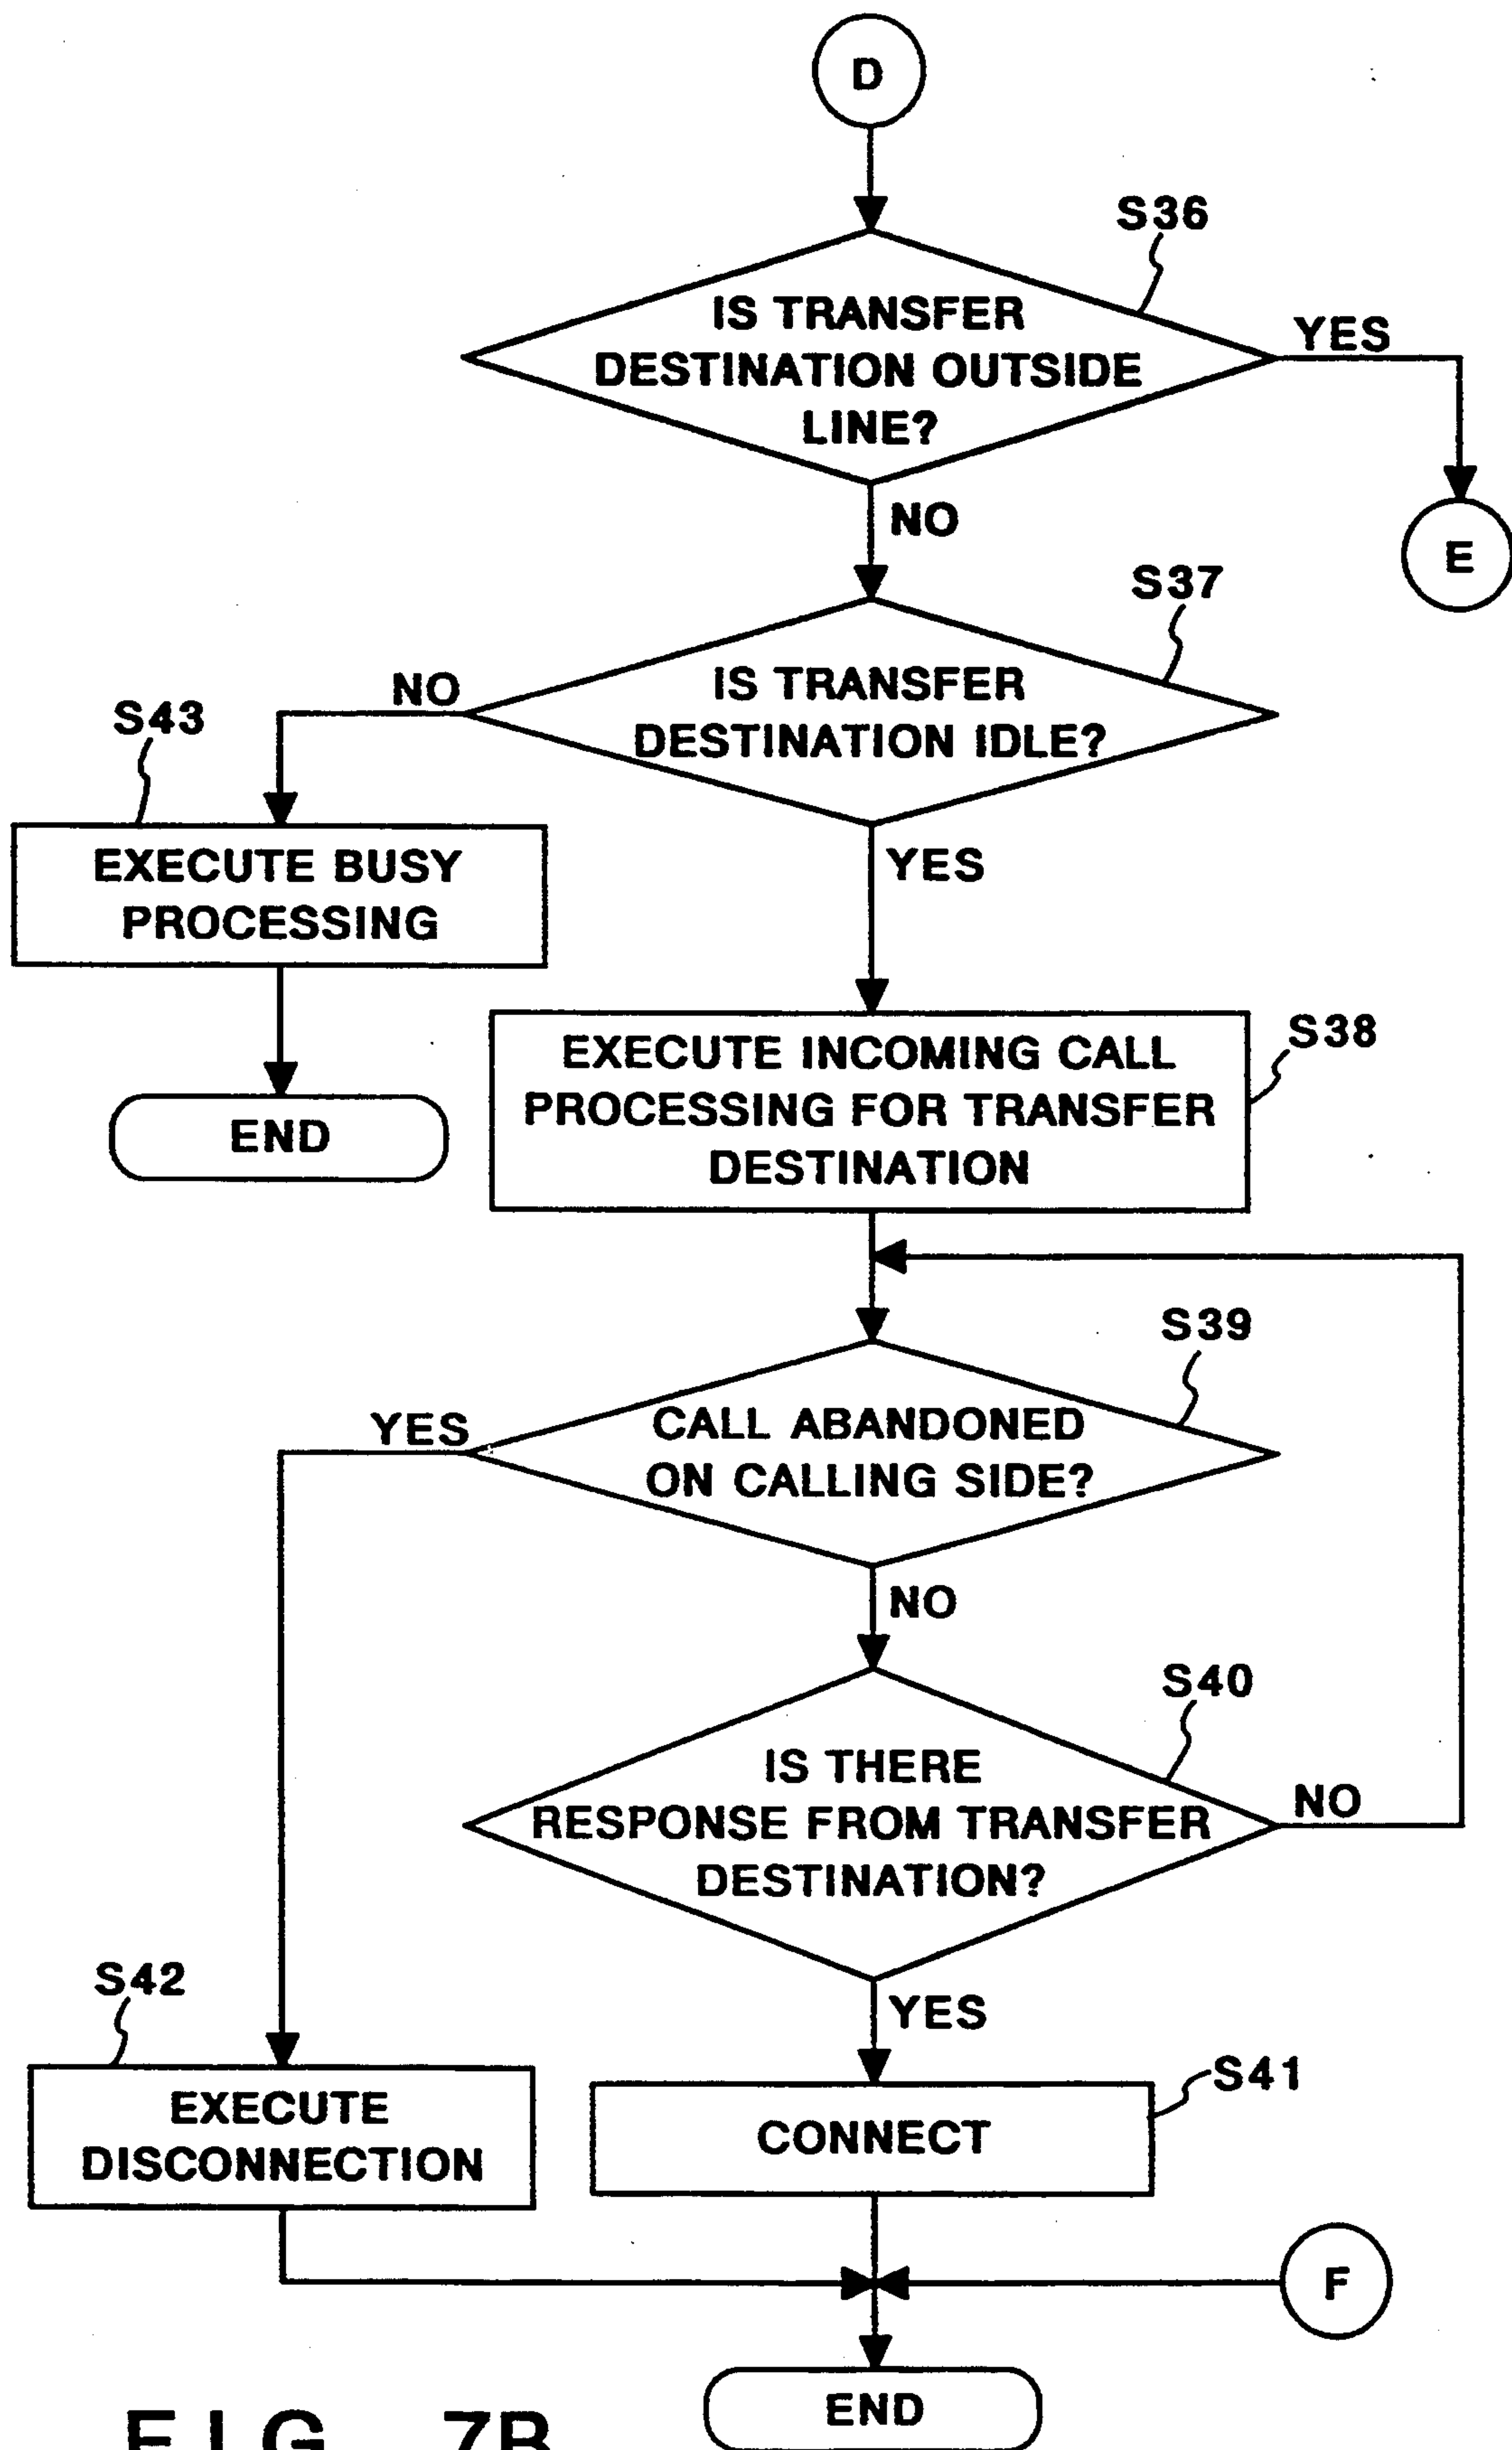 D
S36
IS TRANSFER
DESTINATION OUTSIDE
LINE?
YES
NO
E
S37
IS TRANSFER
DESTINATION IDLE?
NO
S43
YES
EXECUTE BUSY
PROCESSING
END
EXECUTE INCOMING CALL
PROCESSING FOR TRANSFER
DESTINATION
S38
S39
CALL ABANDONED
ON CALLING SIDE?
YES
NO
S40
IS THERE
RESPONSE FROM TRANSFER
DESTINATION?
NO
YES
S42
EXECUTE
DISCONNECTION
S41
CONNECT
F
END
FIG. 7B